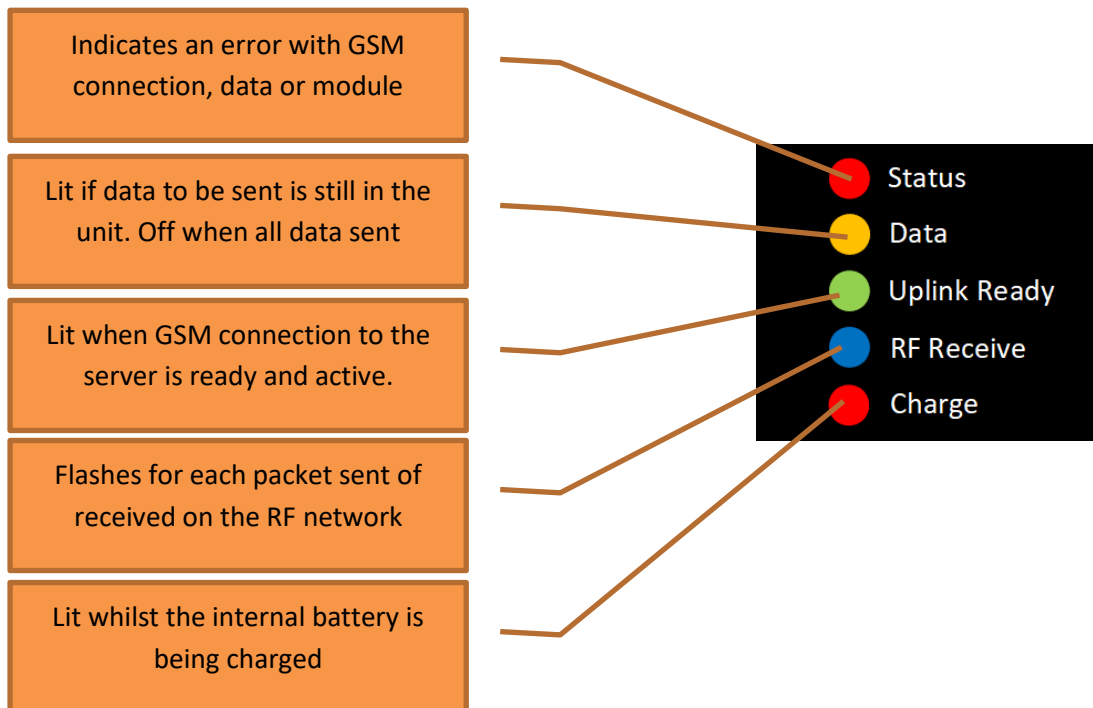 Indicates an error with GSM
connection, data or module
Lit if data to be sent is still in the
unit. Off when all data sent
Lit when GSM connection to the
server is ready and active.
Flashes for each packet sent of
received on the RF network
Lit whilst the internal battery is
being charged
Status
Data
Uplink Ready
RF Receive
Charge